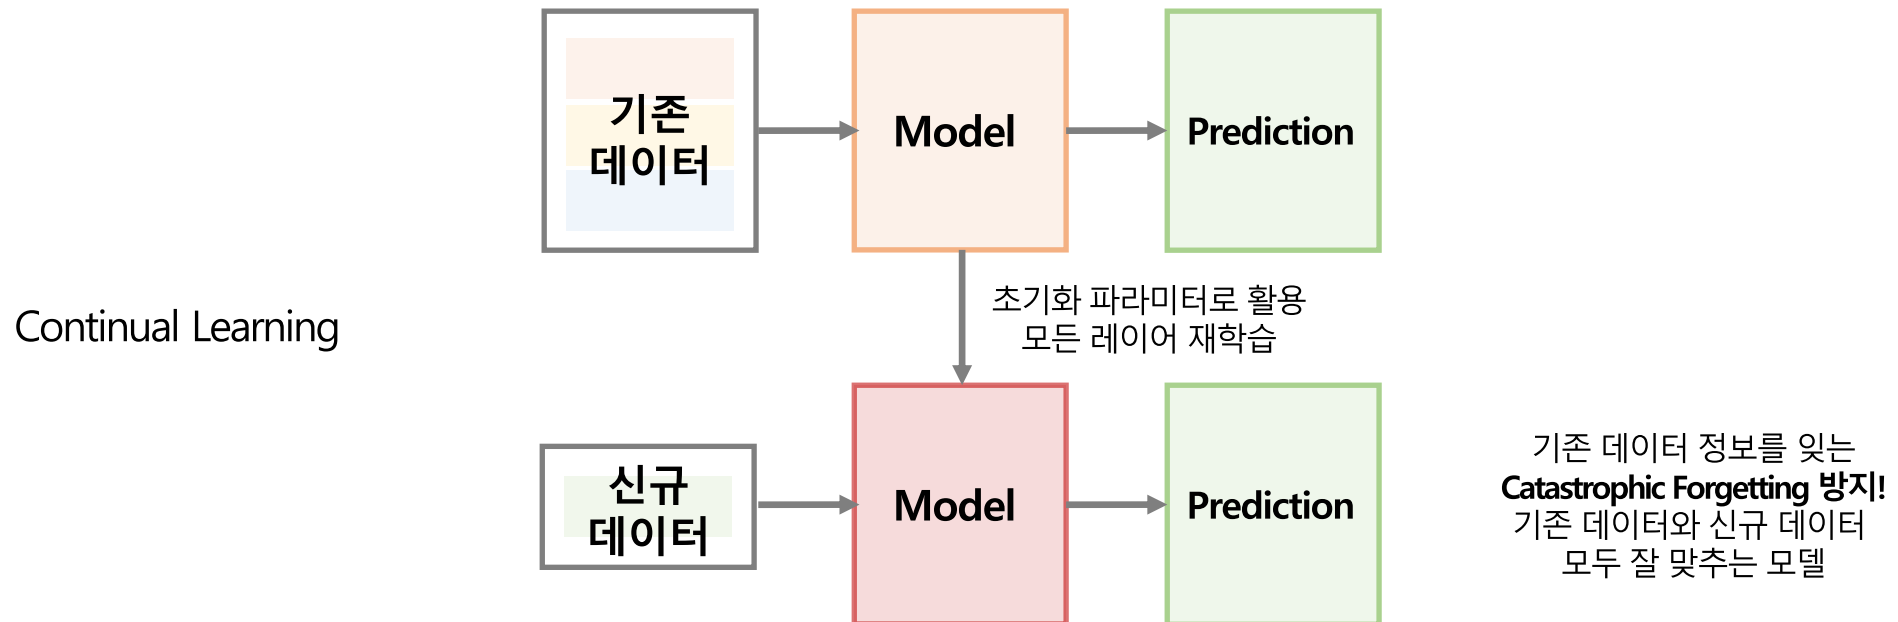 기존
데이터
Model
Prediction
초기화 파라미터로 활용
모든 레이어 재학습
Continual Learning
신규
데이터
Model
Prediction
기존 데이터 정보를 잊는
Catastrophic Forgetting 방지!
기존 데이터와 신규 데이터
모두 잘 맞추는 모델